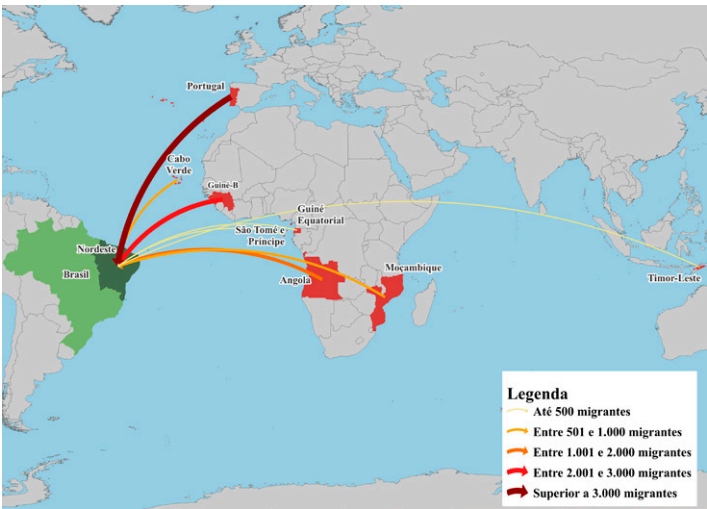 Portugal
Cabo
Verde
Guiné-B
Guiné
Equatorial
São Tomé e
Príncipe
Nordeste
Brasil
Angola
Moçambique
Timor-Leste
Legenda
Até 500 migrantes
Entre 501 e 1.000 migrantes
Entre 1.001 e 2.000 migrantes
Entre 2.001 e 3.000 migrantes
Superior a 3.000 migrantes